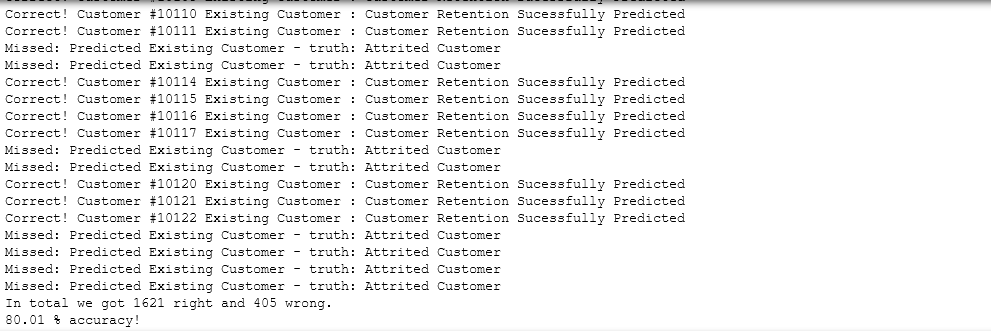 Correct! Customer #10110 Existing Customer : Customer Retention Sucessfully Predicted
Correct! Customer #10111 Existing Customer : Customer Retention Sucessfully Predicted
Missed: Predicted Existing Customer - truth: Attrited Customer
Missed: Predicted Existing Customer - truth: Attrited Customer
Correct! Customer #10114 Existing Customer : Customer Retention Sucessfully Predicted
Correct! Customer #10115 Existing Customer : Customer Retention Sucessfully Predicted
Correct! Customer #10116 Existing Customer : Customer Retention Sucessfully Predicted
Correct! Customer #10117 Existing Customer : Customer Retention Sucessfully Predicted
Missed: Predicted Existing Customer - truth: Attrited Customer
Missed: Predicted Existing Customer - truth: Attrited Customer
Correct! Customer #10120 Existing Customer : Customer Retention Sucessfully Predicted
Correct! Customer #10121 Existing Customer : Customer Retention Sucessfully Predicted
Correct! Customer #10122 Existing Customer : Customer Retention Sucessfully Predicted
Missed: Predicted Existing Customer - truth: Attrited Customer
Missed: Predicted Existing Customer - truth: Attrited Customer
Missed: Predicted Existing Customer - truth: Attrited Customer
Missed: Predicted Existing Customer - truth: Attrited Customer
In total we got 1621 right and 405 wrong.
80.01 % accuracy!